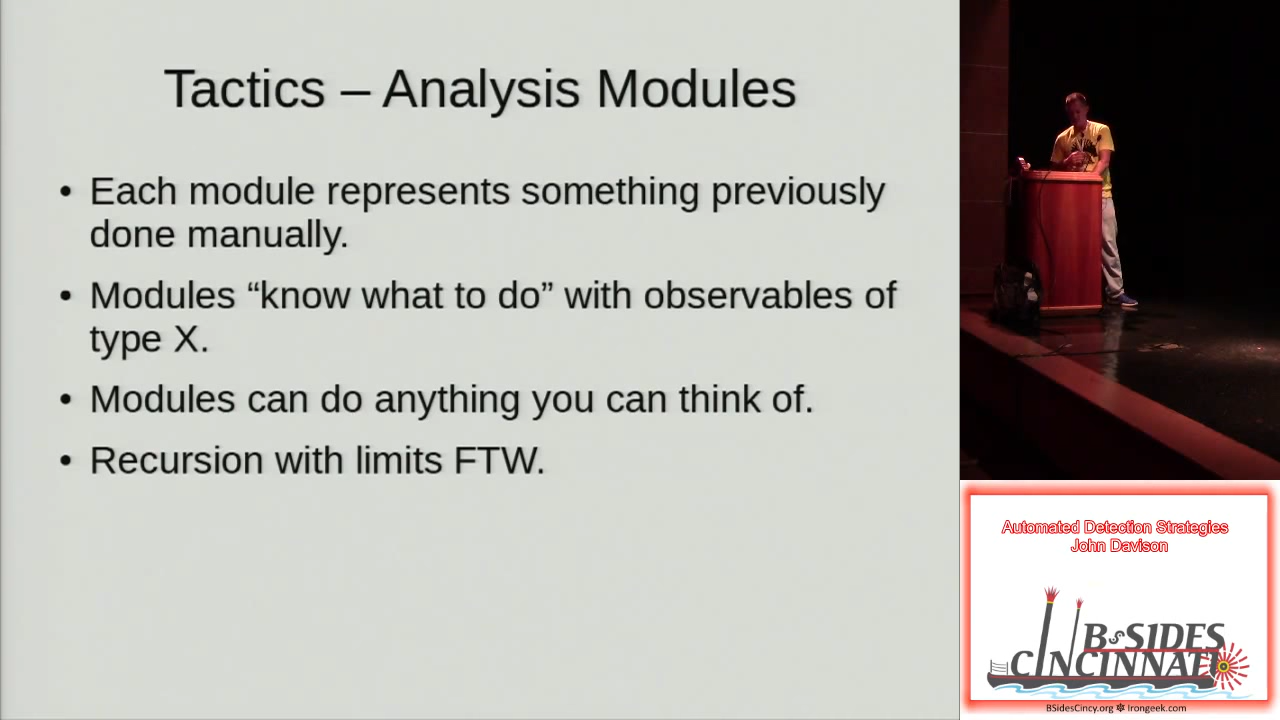 Tactics – Analysis Modules
• Each module represents something previously
done manually.
• Modules “know what to do” with observables of
type X.
• Modules can do anything you can think of.
• Recursion with limits FTW.
Automated Detection Strategies
John Davison
BSIDES
CINCINNATI
BSidesCincy.org ✽ Irongeek.com